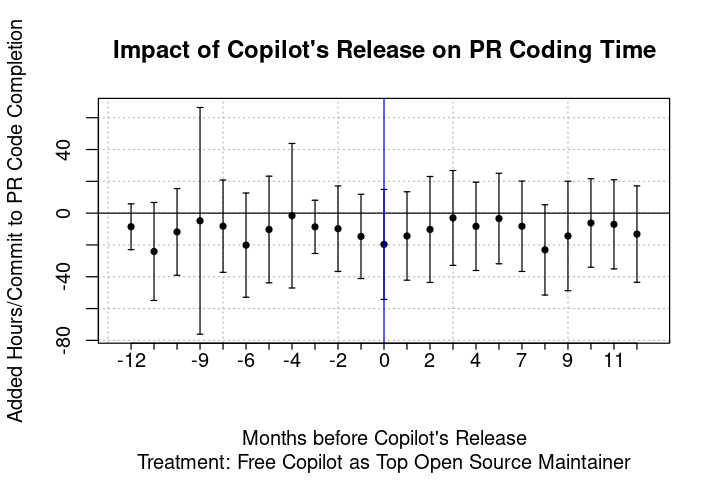 Impact of Copilot's Release on PR Coding Time
Added Hours/Commit to PR Code Completion
40
0
-40
-80
-12 -9 -6 -4 -2 0 2 4 7 9 11
Months before Copilot's Release
Treatment: Free Copilot as Top Open Source Maintainer